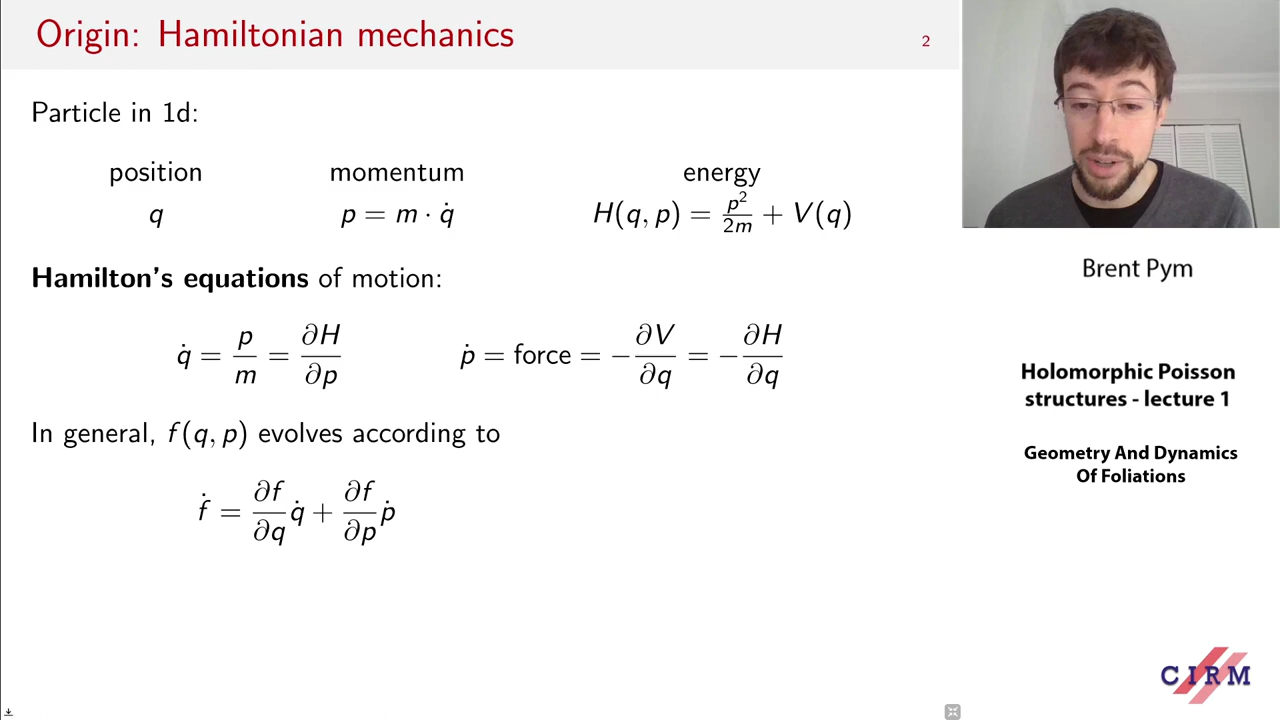 Origin: Hamiltonian mechanics
2
Particle in 1d:
position momentum energy
q p = m · q̇ H(q, p) = p²/2m + V(q)
Hamilton's equations of motion:
q̇ = p/m = ∂H/∂p ṗ = force = −∂V/∂q = −∂H/∂q
In general, f(q, p) evolves according to
ḟ = ∂f/∂q q̇ + ∂f/∂p ṗ
Brent Pym
Holomorphic Poisson
structures - lecture 1
Geometry And Dynamics
Of Foliations
CIRM